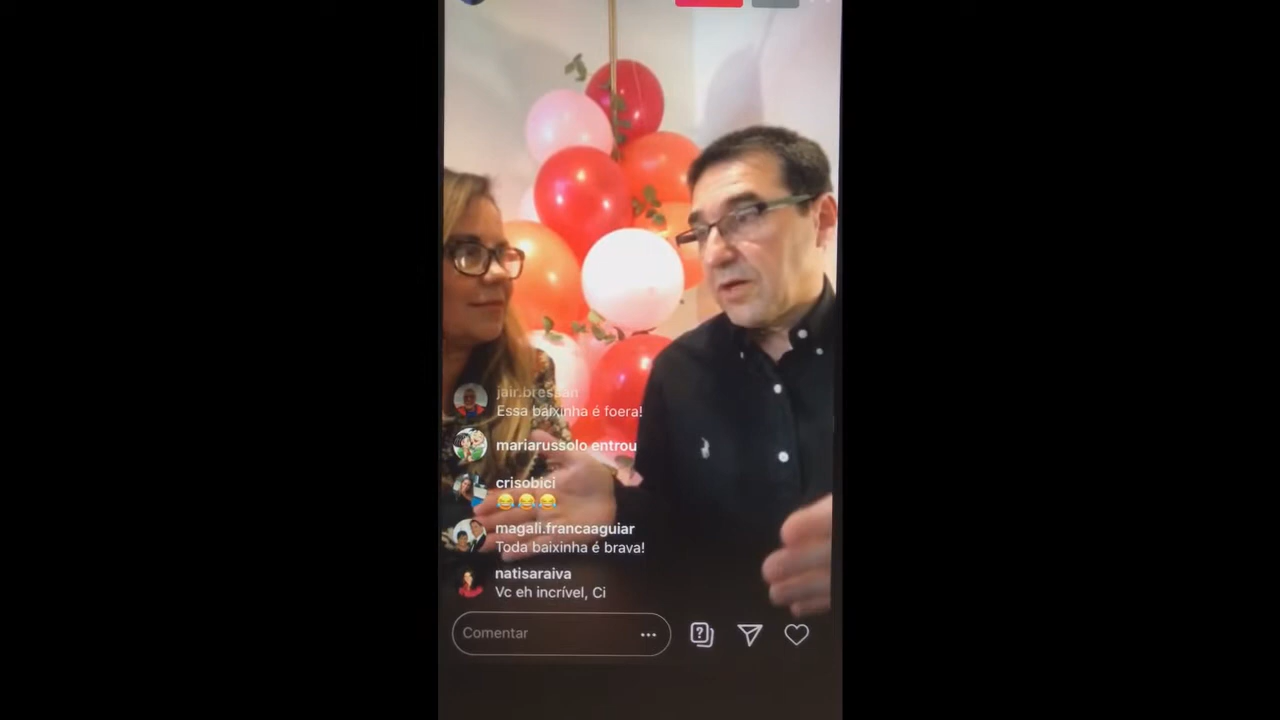 jair.bressan
Essa baixinha é foera!
mariarussolo entrou
crisobici
😂😂😂
magali.francaaguiar
Toda baixinha é brava!
natisaraiva
Vc eh incrível, Ci
Comentar